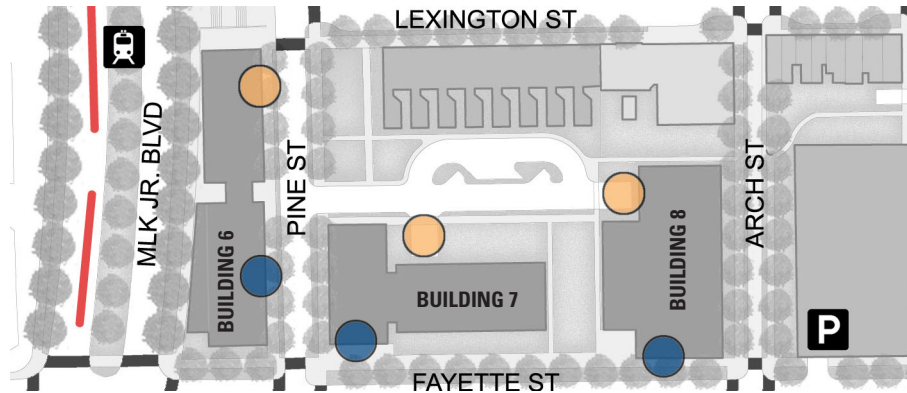 LEXINGTON ST
MLK JR. BLVD
PINE ST
ARCH ST
BUILDING 6
BUILDING 7
BUILDING 8
P
FAYETTE ST